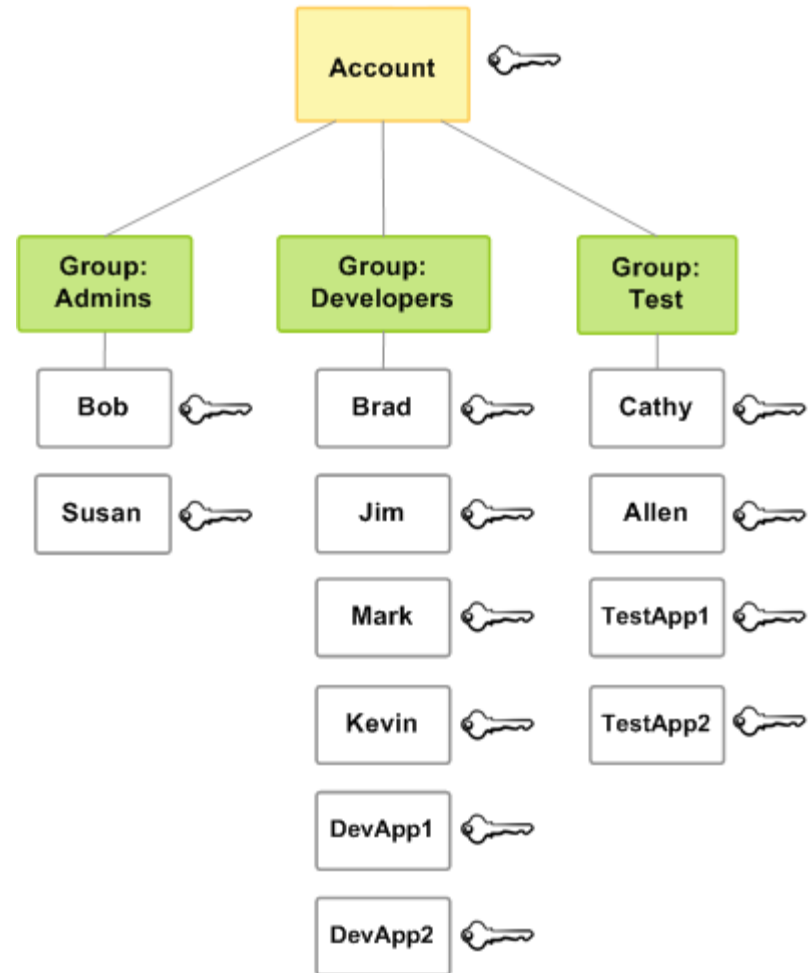 Account
Group:
Admins
Group:
Developers
Group:
Test
Bob
Susan
Brad
Jim
Mark
Kevin
DevApp1
DevApp2
Cathy
Allen
TestApp1
TestApp2